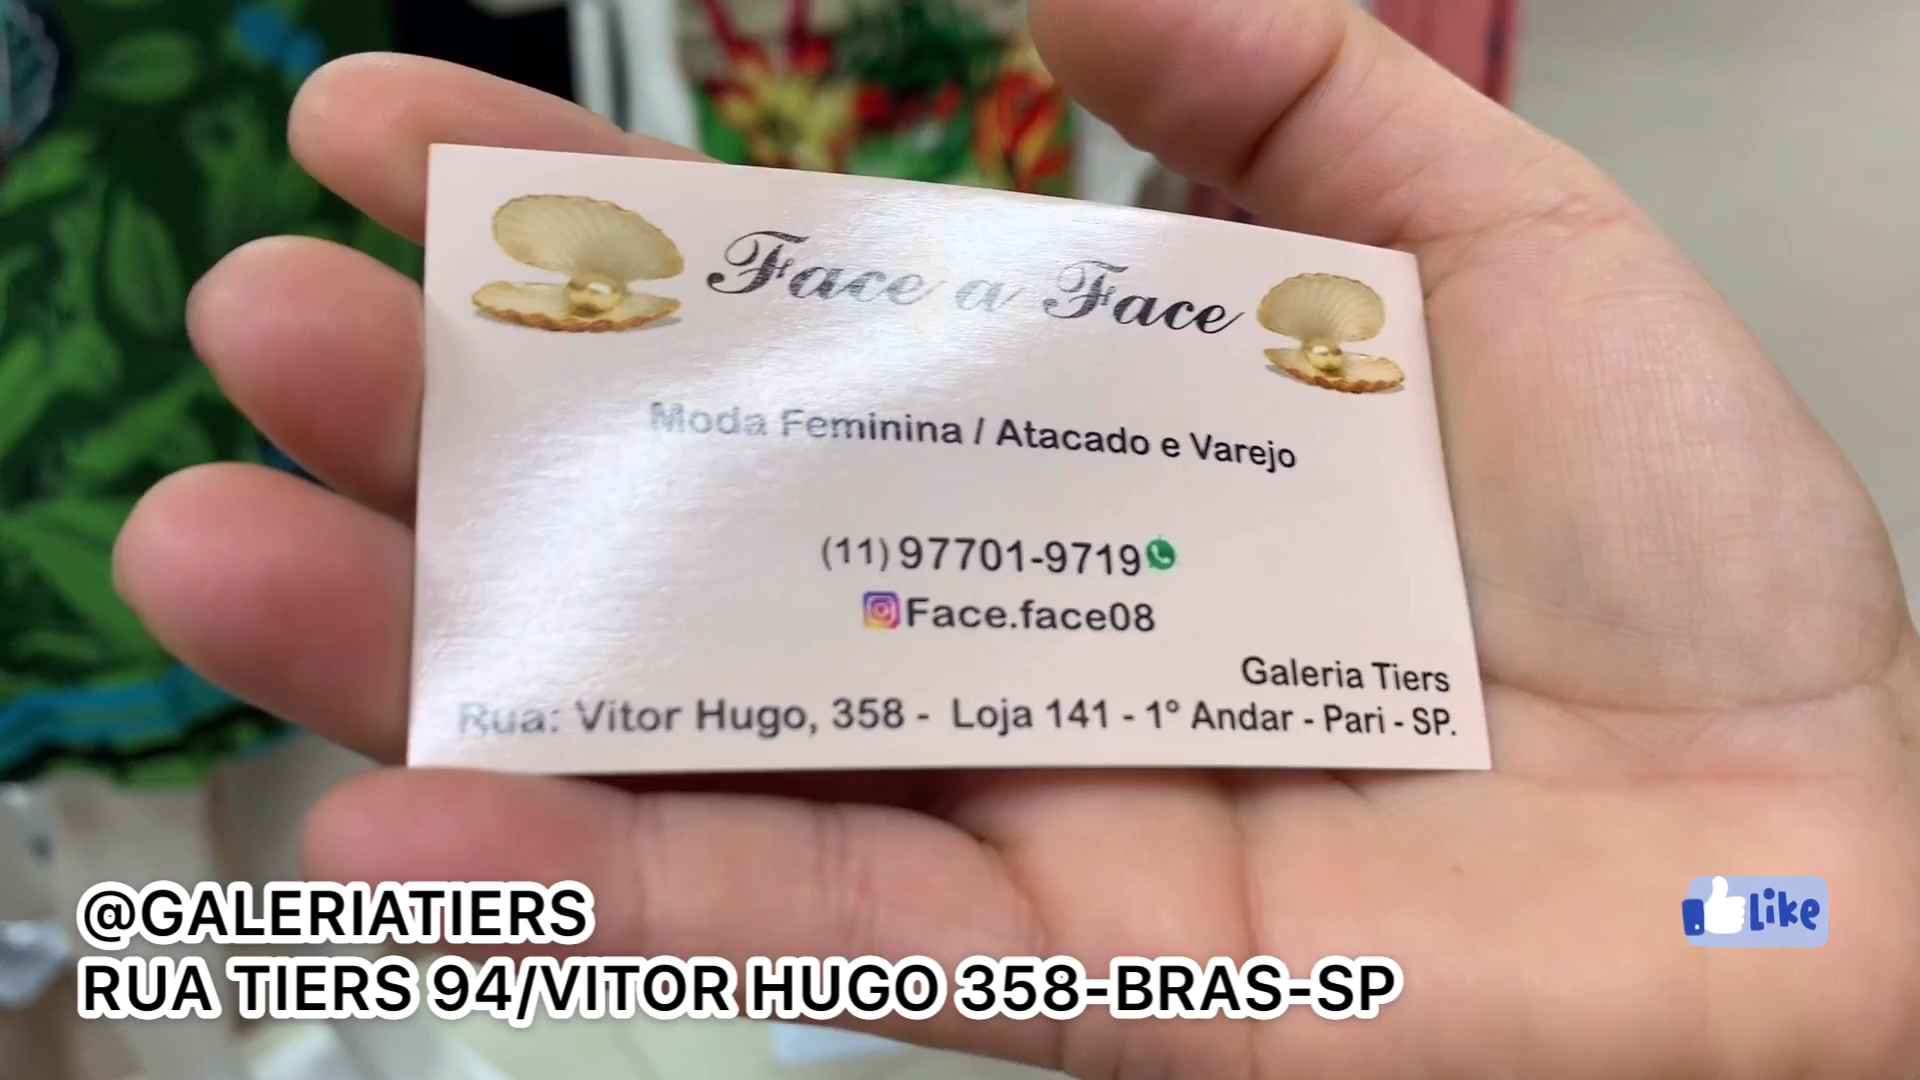 Face a Face
Moda Feminina / Atacado e Varejo
(11) 97701-9719
Face.face08
Galeria Tiers
Rua: Vitor Hugo, 358 - Loja 141 - 1º Andar - Pari - SP.
@GALERIATIERS
RUA TIERS 94/VITOR HUGO 358-BRAS-SP
Like